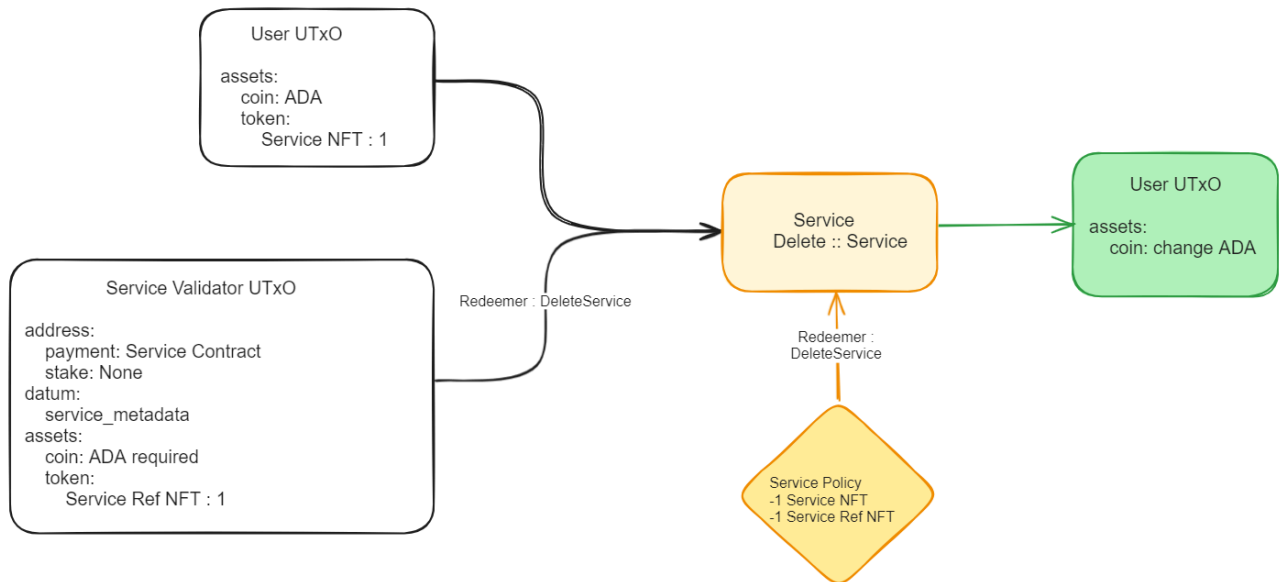 User UTxO
assets:
coin: ADA
token:
Service NFT : 1
Service Validator UTxO
address:
payment: Service Contract
stake: None
datum:
service_metadata
assets:
coin: ADA required
token:
Service Ref NFT : 1
Redeemer : DeleteService
Service
Delete :: Service
Redeemer :
DeleteService
Service Policy
-1 Service NFT
-1 Service Ref NFT
User UTxO
assets:
coin: change ADA